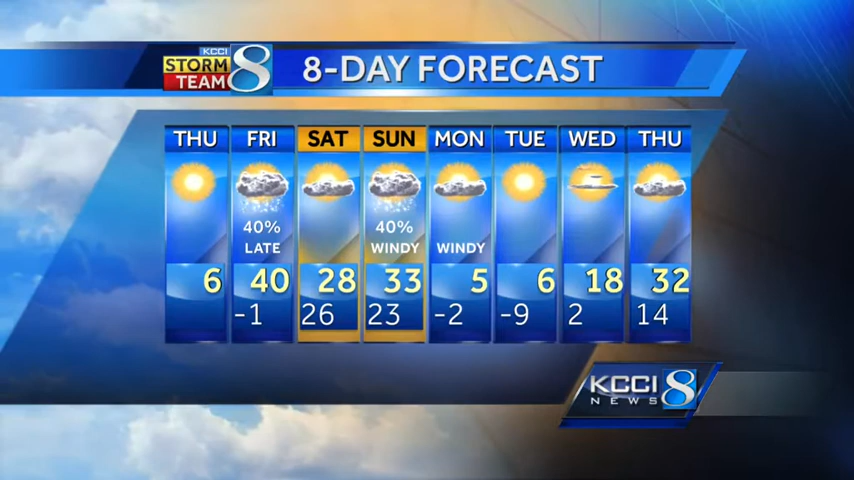 KCCI
STORM
TEAM
8
8-DAY FORECAST
THU FRI SAT SUN MON TUE WED THU
40% 40%
LATE WINDY WINDY
6 40 28 33 5 6 18 32
-1 26 23 -2 -9 2 14
KCCI 8
NEWS